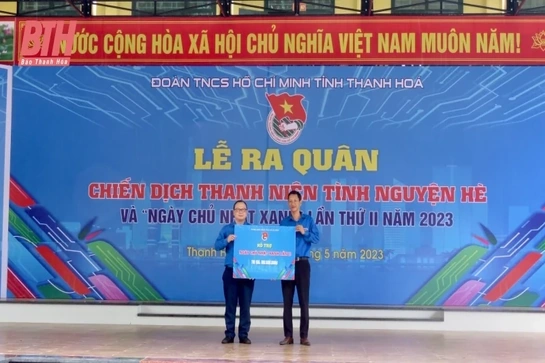 BTH
Báo Thanh Hóa
NƯỚC CỘNG HÒA XÃ HỘI CHỦ NGHĨA VIỆT NAM MUÔN NĂM!
ĐOÀN TNCS HỒ CHÍ MINH TỈNH THANH HÓA
LỄ RA QUÂN
CHIẾN DỊCH THANH NIÊN TÌNH NGUYỆN HÈ
VÀ "NGÀY CHỦ NHẬT XANH" LẦN THỨ II NĂM 2023
Thanh 5 năm 2023
HỖ TRỢ